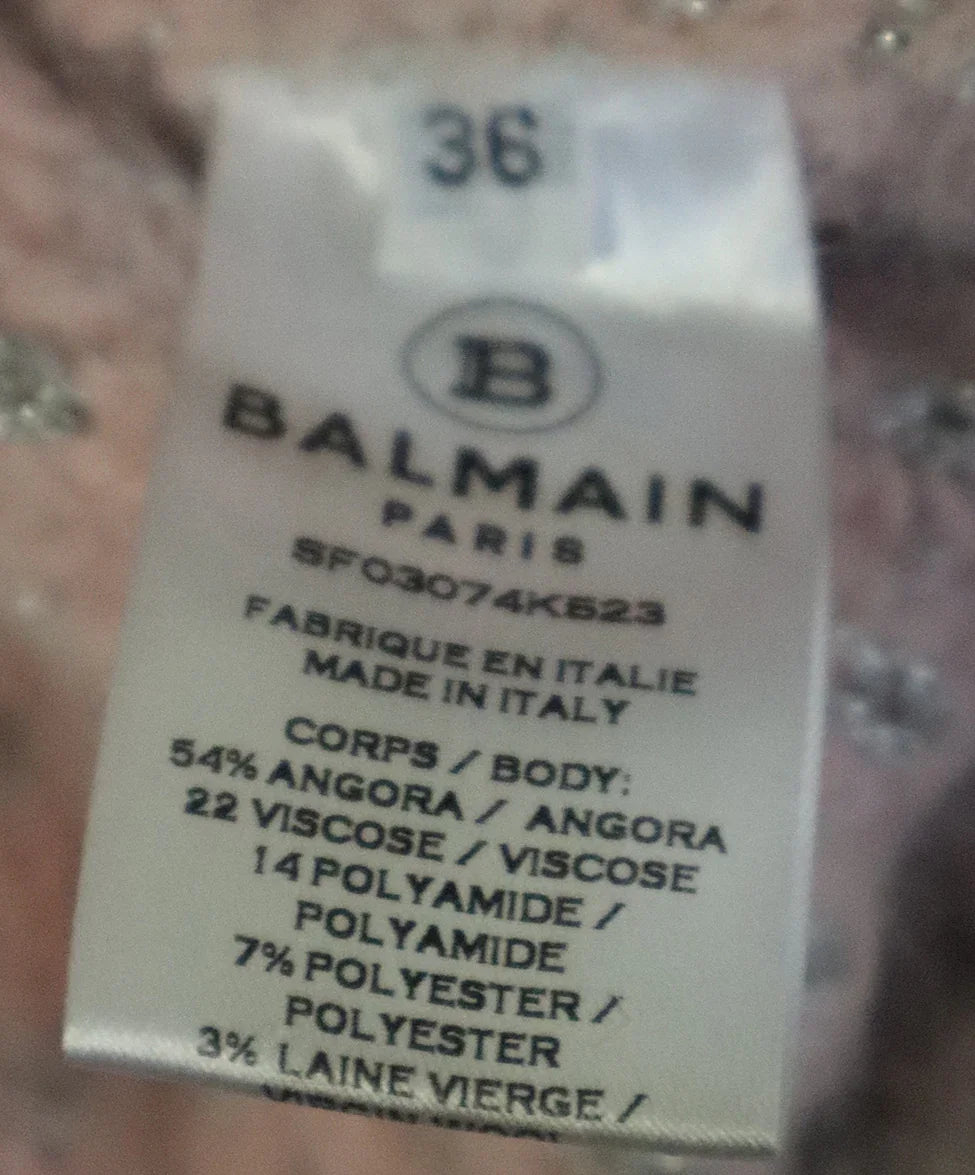 36
B
BALMAIN
PARIS
SF03074K523
FABRIQUE EN ITALIE
MADE IN ITALY
CORPS / BODY:
54% ANGORA / ANGORA
22 VISCOSE / VISCOSE
14 POLYAMIDE /
POLYAMIDE
7% POLYESTER /
POLYESTER
3% LAINE VIERGE /